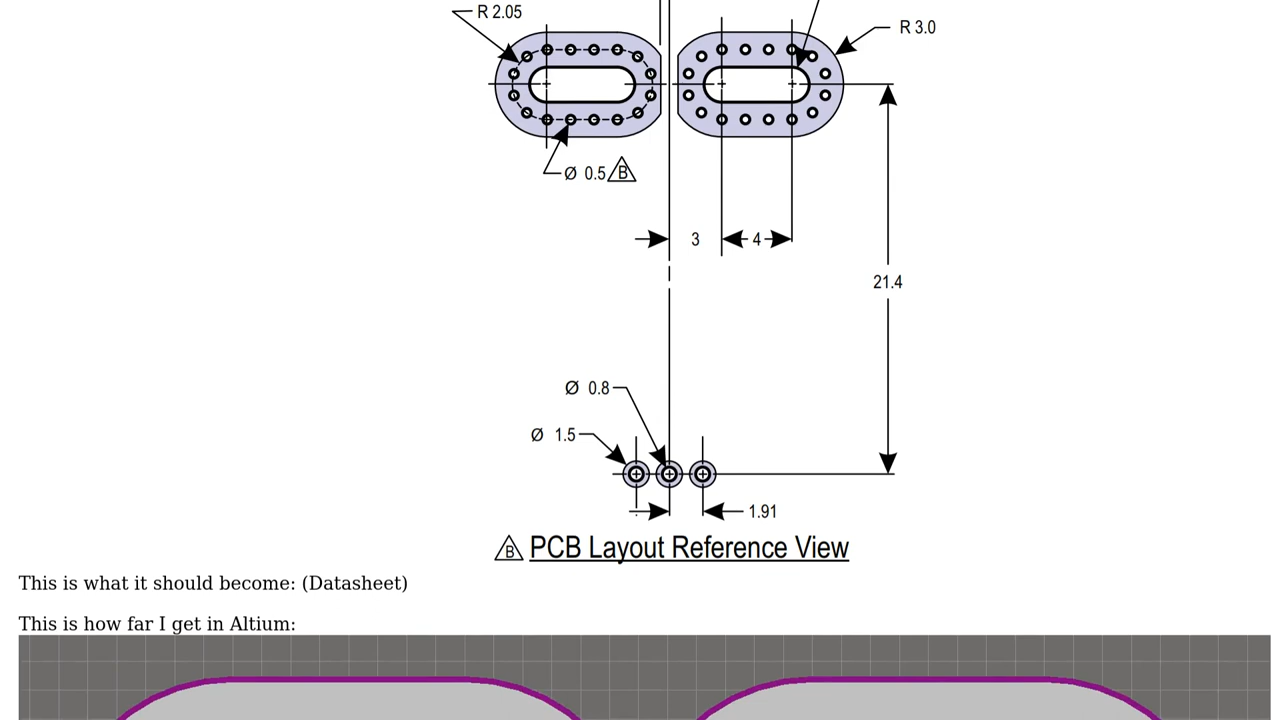 R 2.05
R 3.0
Ø 0.5 B
3
4
21.4
Ø 0.8
Ø 1.5
1.91
B PCB Layout Reference View
This is what it should become: (Datasheet)
This is how far I get in Altium: